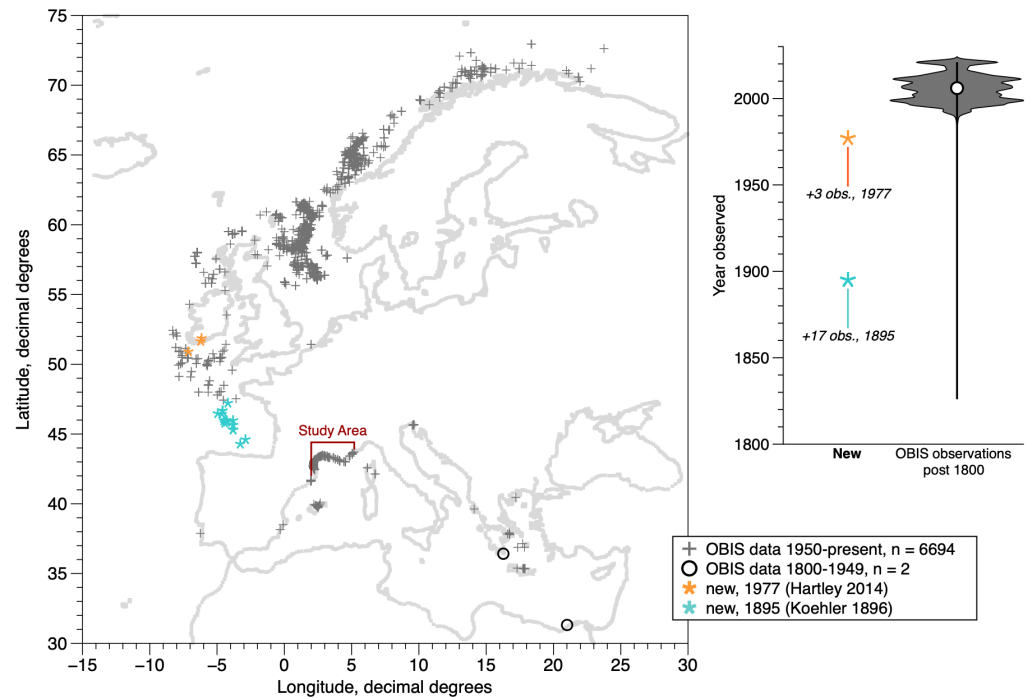 75
70
65
60
55
50
45
40
35
30
Latitude, decimal degrees
−15
−10
−5
0
5
10
15
20
25
30
Longitude, decimal degrees
Study Area
2000
1950
1900
1850
1800
Year observed
+3 obs., 1977
+17 obs., 1895
New
OBIS observations
post 1800
OBIS data 1950-present, n = 6694
OBIS data 1800-1949, n = 2
new, 1977 (Hartley 2014)
new, 1895 (Koehler 1896)